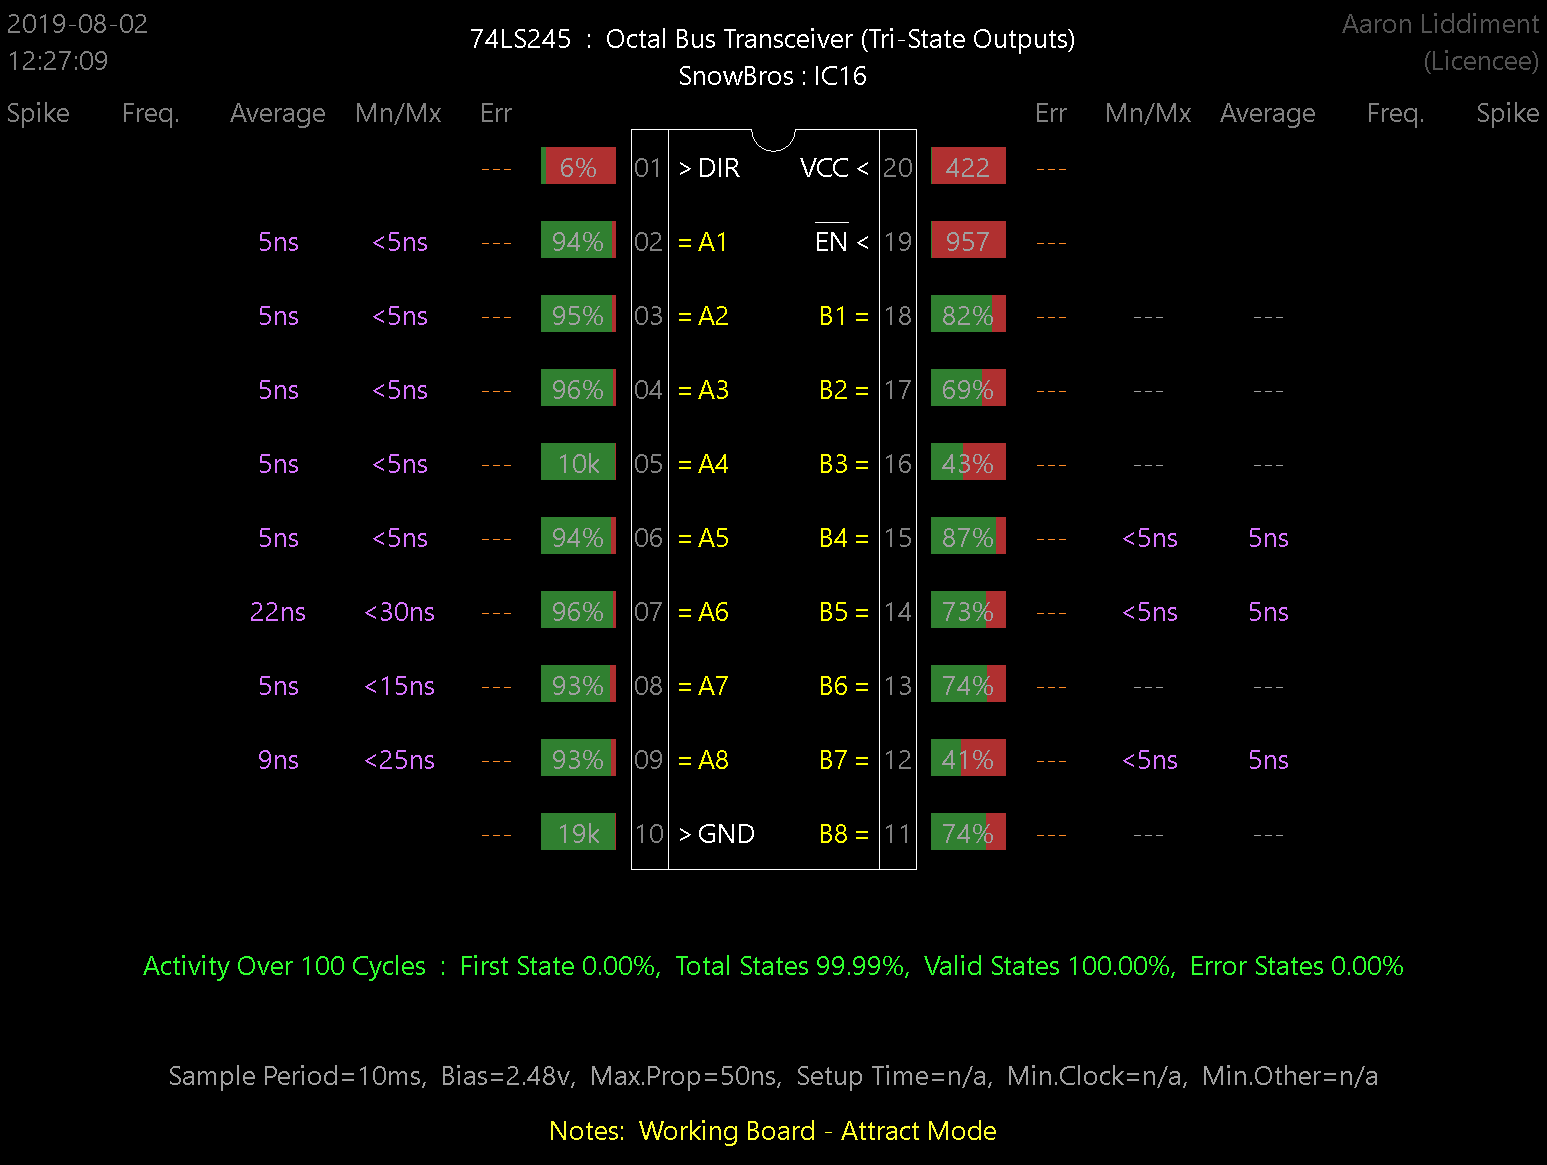 2019-08-02 74LS245 : Octal Bus Transceiver (Tri-State Outputs) Aaron Liddiment
12:27:09 SnowBros : IC16 (Licencee)
Spike Freq. Average Mn/Mx Err Err Mn/Mx Average Freq. Spike
--- 6% 01 > DIR VCC < 20 422 ---
5ns <5ns --- 94% 02 = A1 EN < 19 957 ---
5ns <5ns --- 95% 03 = A2 B1 = 18 82% --- --- ---
5ns <5ns --- 96% 04 = A3 B2 = 17 69% --- --- ---
5ns <5ns --- 10k 05 = A4 B3 = 16 43% --- --- ---
5ns <5ns --- 94% 06 = A5 B4 = 15 87% --- <5ns 5ns
22ns <30ns --- 96% 07 = A6 B5 = 14 73% --- <5ns 5ns
5ns <15ns --- 93% 08 = A7 B6 = 13 74% --- --- ---
9ns <25ns --- 93% 09 = A8 B7 = 12 41% --- <5ns 5ns
--- 19k 10 > GND B8 = 11 74% --- --- ---
Activity Over 100 Cycles : First State 0.00%, Total States 99.99%, Valid States 100.00%, Error States 0.00%
Sample Period=10ms, Bias=2.48v, Max.Prop=50ns, Setup Time=n/a, Min.Clock=n/a, Min.Other=n/a
Notes: Working Board - Attract Mode